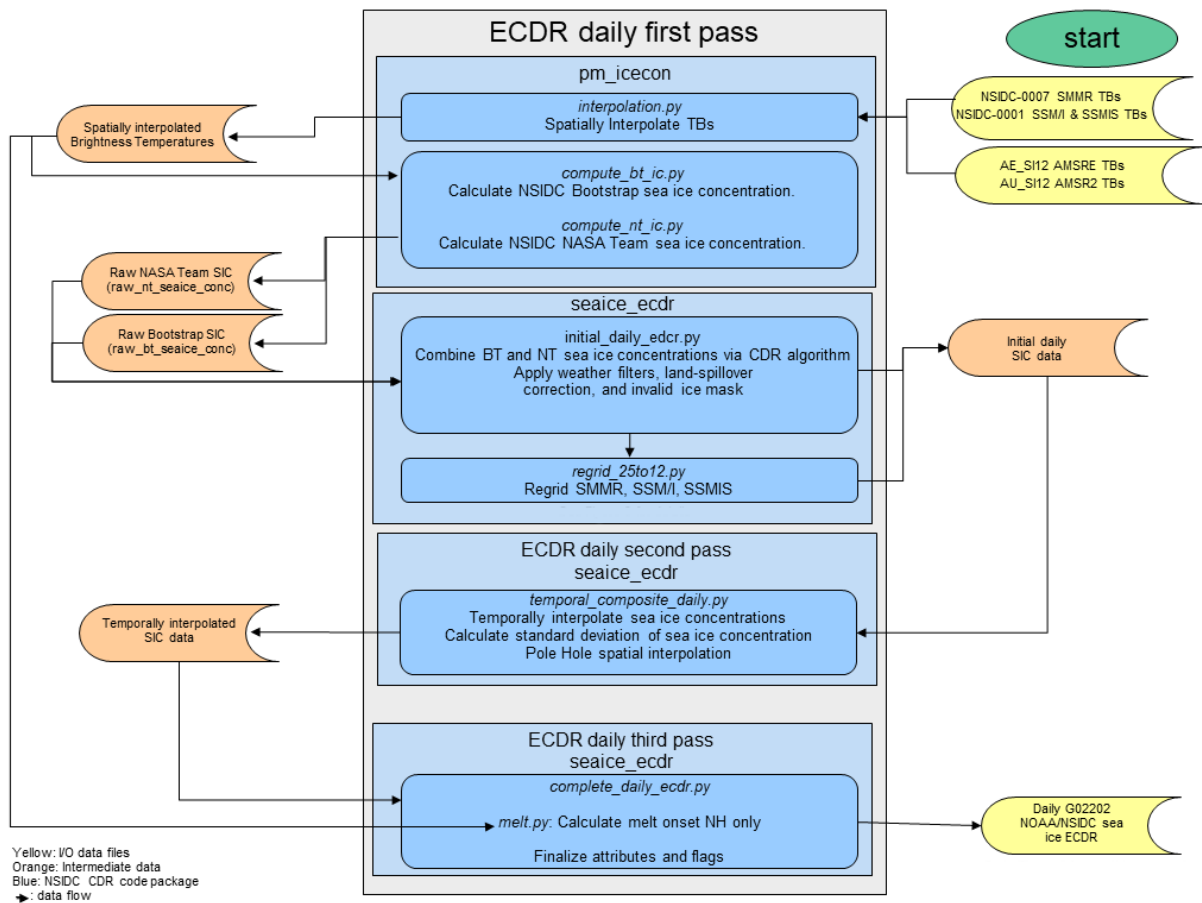 ECDR daily first pass
start
pm_icecon
interpolation.py
Spatially Interpolate TBs
NSIDC-0007 SMMR TBs
NSIDC-0001 SSM/I & SSMIS TBs
Spatially interpolated
Brightness Temperatures
AE_SI12 AMSRE TBs
AU_SI12 AMSR2 TBs
compute_bt_ic.py
Calculate NSIDC Bootstrap sea ice concentration.
compute_nt_ic.py
Calculate NSIDC NASA Team sea ice concentration.
Raw NASA Team SIC
(raw_nt_seaice_conc)
Raw Bootstrap SIC
(raw_bt_seaice_conc)
seaice_ecdr
initial_daily_edcr.py
Combine BT and NT sea ice concentrations via CDR algorithm
Apply weather filters, land-spillover
correction, and invalid ice mask
Initial daily
SIC data
regrid_25to12.py
Regrid SMMR, SSM/I, SSMIS
ECDR daily second pass
seaice_ecdr
temporal_composite_daily.py
Temporally interpolate sea ice concentrations
Calculate standard deviation of sea ice concentration
Pole Hole spatial interpolation
Temporally interpolated
SIC data
ECDR daily third pass
seaice_ecdr
complete_daily_ecdr.py
melt.py: Calculate melt onset NH only
Finalize attributes and flags
Daily G02202
NOAA/NSIDC sea
ice ECDR
Yellow: I/O data files
Orange: Intermediate data
Blue: NSIDC CDR code package
: data flow